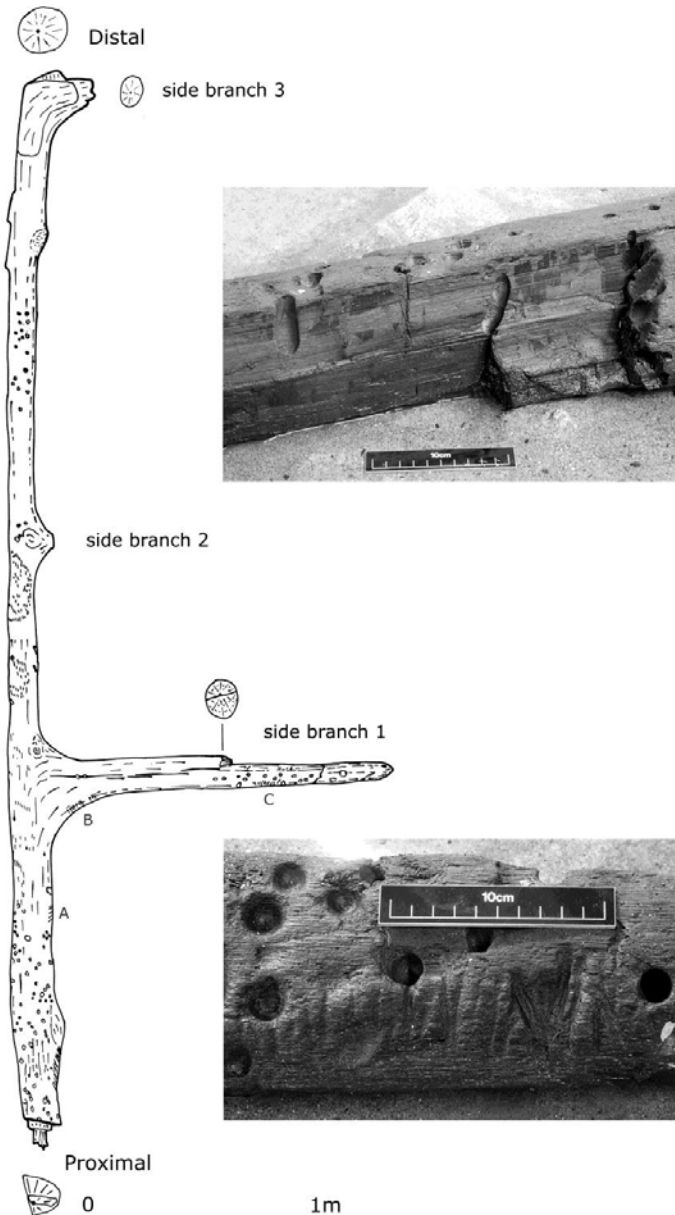 Distal
side branch 3
10cm
side branch 2
side branch 1
B
C
A
10cm
Proximal
0 1m